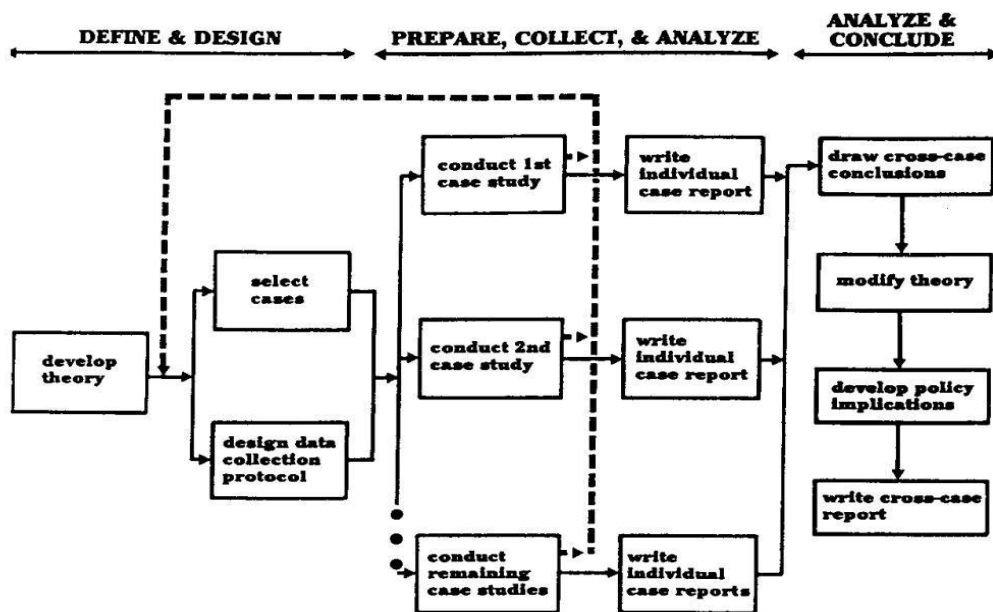 DEFINE & DESIGN
PREPARE, COLLECT, & ANALYZE
ANALYZE &
CONCLUDE
develop
theory
select
cases
design data
collection
protocol
conduct 1st
case study
conduct 2nd
case study
conduct
remaining
case studies
write
individual
case report
write
individual
case report
write
individual
case reports
draw cross-case
conclusions
modify theory
develop policy
implications
write cross-case
report